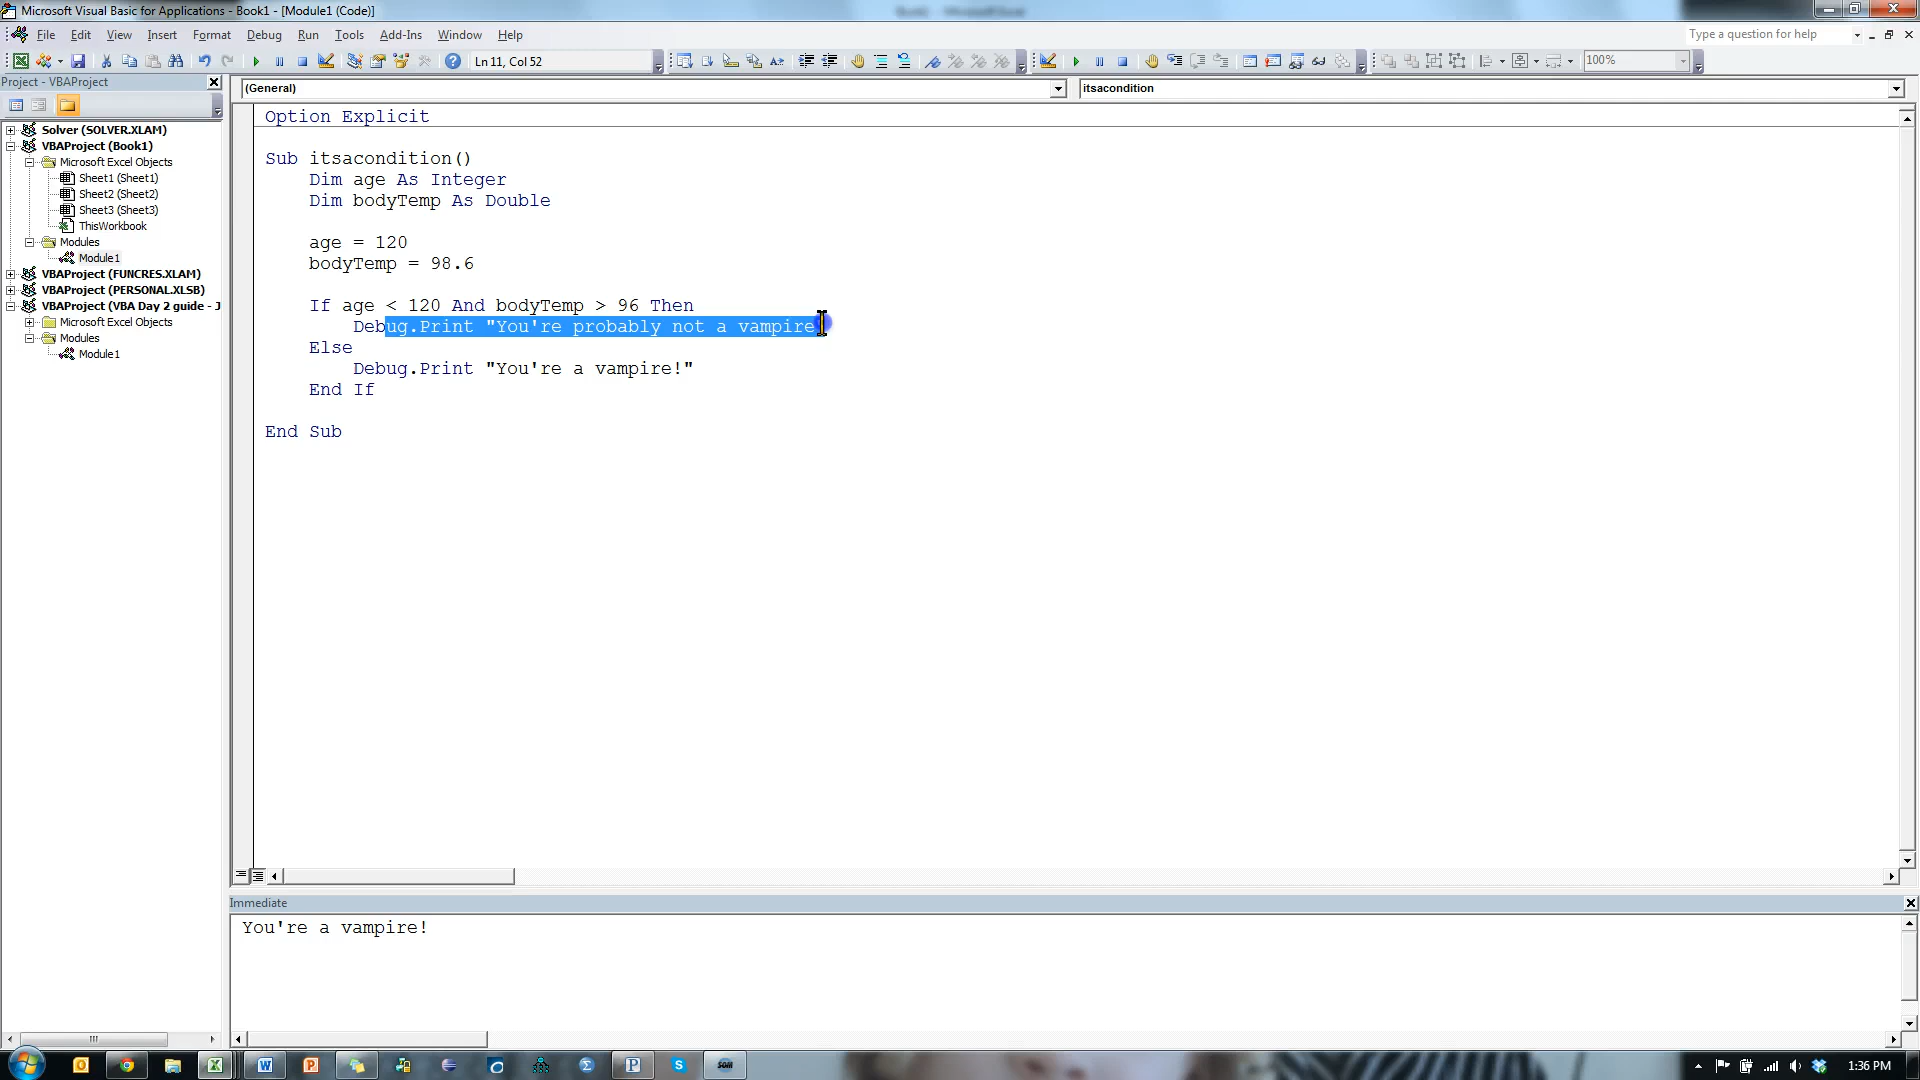 Microsoft Visual Basic for Applications - Book1 - [Module1 (Code)]
File Edit View Insert Format Debug Run Tools Add-Ins Window Help
Type a question for help
Ln 11, Col 52
100%
Project - VBAProject
(General)
itsacondition
Solver (SOLVER.XLAM)
VBAProject (Book1)
Microsoft Excel Objects
Sheet1 (Sheet1)
Sheet2 (Sheet2)
Sheet3 (Sheet3)
ThisWorkbook
Modules
Module1
VBAProject (FUNCRES.XLAM)
VBAProject (PERSONAL.XLSB)
VBAProject (VBA Day 2 guide - J
Microsoft Excel Objects
Modules
Module1
Option Explicit
Sub itsacondition()
Dim age As Integer
Dim bodyTemp As Double
age = 120
bodyTemp = 98.6
If age < 120 And bodyTemp > 96 Then
Debug.Print "You're probably not a vampire
Else
Debug.Print "You're a vampire!"
End If
End Sub
Immediate
You're a vampire!
1:36 PM